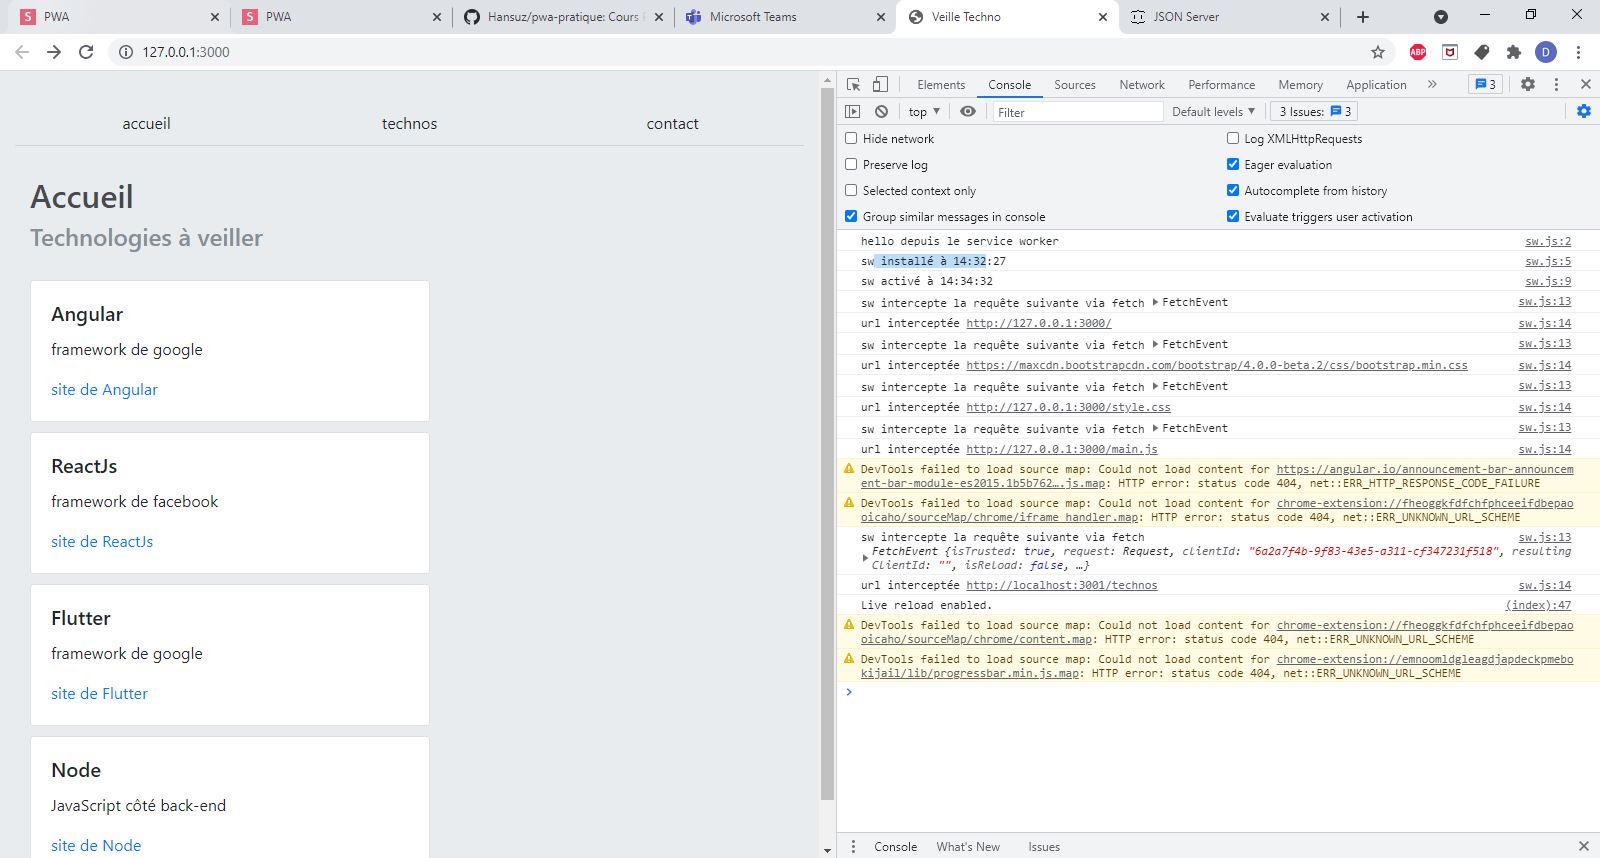 PWA
PWA
Hansuz/pwa-pratique: Cours
Microsoft Teams
Veille Techno
JSON Server
127.0.0.1:3000
ABP
D
accueil
technos
contact
Accueil
Technologies à veiller
Angular
framework de google
site de Angular
ReactJs
framework de facebook
site de ReactJs
Flutter
framework de google
site de Flutter
Node
JavaScript côté back-end
site de Node
Elements
Console
Sources
Network
Performance
Memory
Application
3
top
Filter
Default levels
3 Issues: 3
Hide network
Log XMLHttpRequests
Preserve log
Eager evaluation
Selected context only
Autocomplete from history
Group similar messages in console
Evaluate triggers user activation
hello depuis le service worker sw.js:2
sw installé à 14:32:27 sw.js:5
sw activé à 14:34:32 sw.js:9
sw intercepte la requête suivante via fetch FetchEvent sw.js:13
url interceptée http://127.0.0.1:3000/ sw.js:14
sw intercepte la requête suivante via fetch FetchEvent sw.js:13
url interceptée https://maxcdn.bootstrapcdn.com/bootstrap/4.0.0-beta.2/css/bootstrap.min.css sw.js:14
sw intercepte la requête suivante via fetch FetchEvent sw.js:13
url interceptée http://127.0.0.1:3000/style.css sw.js:14
sw intercepte la requête suivante via fetch FetchEvent sw.js:13
url interceptée http://127.0.0.1:3000/main.js sw.js:14
DevTools failed to load source map: Could not load content for https://angular.io/announcement-bar-announcem
ent-bar-module-es2015.1b5b762….js.map: HTTP error: status code 404, net::ERR_HTTP_RESPONSE_CODE_FAILURE
DevTools failed to load source map: Could not load content for chrome-extension://fheoggkfdfchfphceeifdbepao
oicaho/sourceMap/chrome/iframe_handler.map: HTTP error: status code 404, net::ERR_UNKNOWN_URL_SCHEME
sw intercepte la requête suivante via fetch sw.js:13
FetchEvent {isTrusted: true, request: Request, clientId: "6a2a7f4b-9f83-43e5-a311-cf347231f518", resulting
ClientId: "", isReload: false, …}
url interceptée http://localhost:3001/technos sw.js:14
Live reload enabled. (index):47
DevTools failed to load source map: Could not load content for chrome-extension://fheoggkfdfchfphceeifdbepao
oicaho/sourceMap/chrome/content.map: HTTP error: status code 404, net::ERR_UNKNOWN_URL_SCHEME
DevTools failed to load source map: Could not load content for chrome-extension://emnoomldgleagdjapdeckpmebo
kijail/lib/progressbar.min.js.map: HTTP error: status code 404, net::ERR_UNKNOWN_URL_SCHEME
Console
What's New
Issues